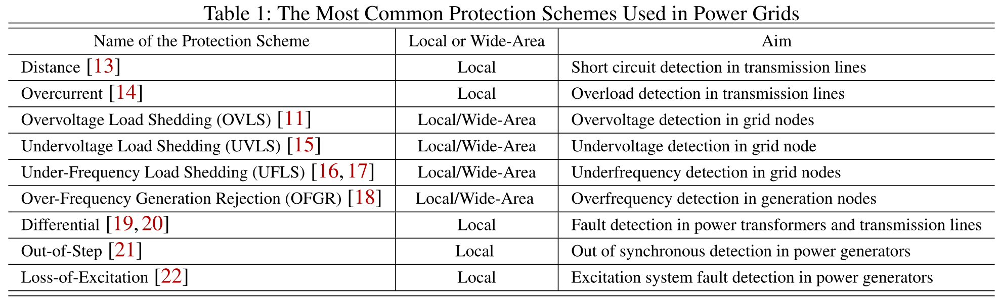 Table 1: The Most Common Protection Schemes Used in Power Grids
Name of the Protection Scheme Local or Wide-Area Aim
Distance [13] Local Short circuit detection in transmission lines
Overcurrent [14] Local Overload detection in transmission lines
Overvoltage Load Shedding (OVLS) [11] Local/Wide-Area Overvoltage detection in grid nodes
Undervoltage Load Shedding (UVLS) [15] Local/Wide-Area Undervoltage detection in grid node
Under-Frequency Load Shedding (UFLS) [16, 17] Local/Wide-Area Underfrequency detection in grid nodes
Over-Frequency Generation Rejection (OFGR) [18] Local/Wide-Area Overfrequency detection in generation nodes
Differential [19, 20] Local Fault detection in power transformers and transmission lines
Out-of-Step [21] Local Out of synchronous detection in power generators
Loss-of-Excitation [22] Local Excitation system fault detection in power generators